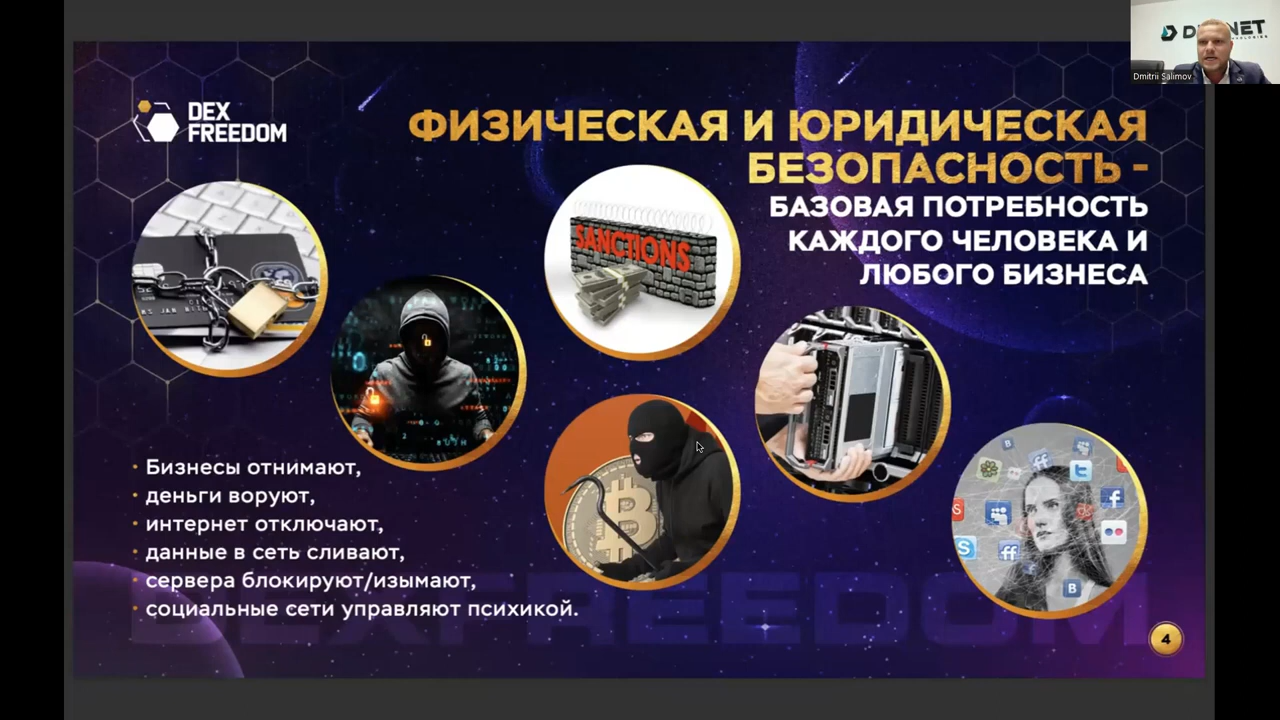 Dmitrii Salimov
DEX
FREEDOM
ФИЗИЧЕСКАЯ И ЮРИДИЧЕСКАЯ
БЕЗОПАСНОСТЬ -
БАЗОВАЯ ПОТРЕБНОСТЬ
КАЖДОГО ЧЕЛОВЕКА И
ЛЮБОГО БИЗНЕСА
SANCTIONS
• Бизнесы отнимают,
• деньги воруют,
• интернет отключают,
• данные в сеть сливают,
• сервера блокируют/изымают,
• социальные сети управляют психикой.
DEXFREEDOM
4